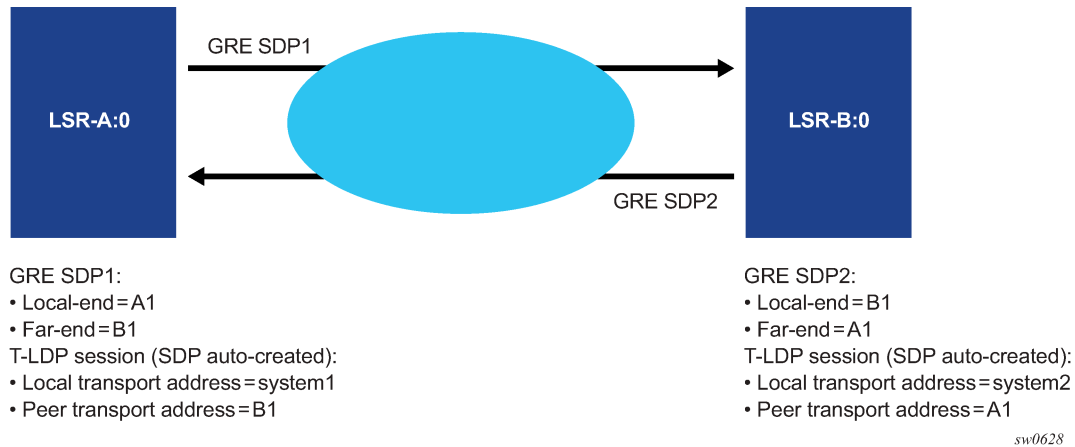 GRE SDP1
LSR-A:0
LSR-B:0
GRE SDP2
GRE SDP1:
• Local-end=A1
• Far-end=B1
T-LDP session (SDP auto-created):
• Local transport address=system1
• Peer transport address=B1
GRE SDP2:
• Local-end=B1
• Far-end=A1
T-LDP session (SDP auto-created):
• Local transport address=system2
• Peer transport address=A1
sw0628